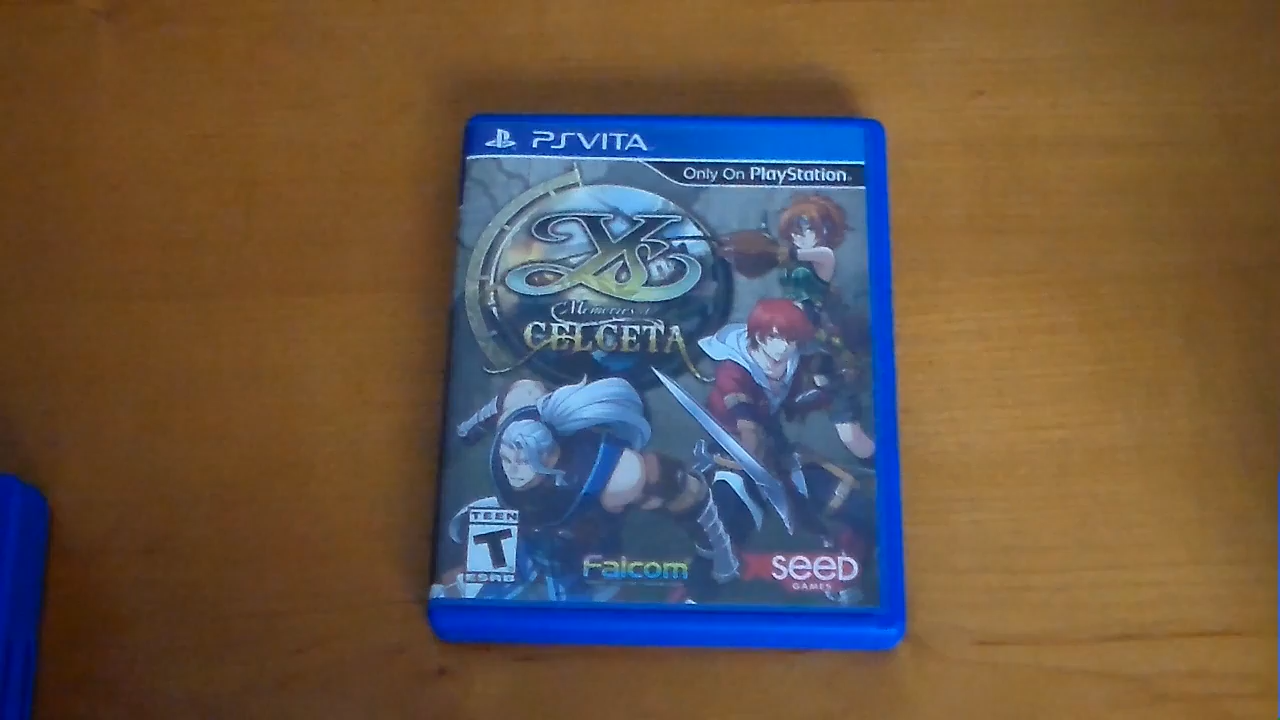 PSVITA
Only On PlayStation
Ys
Memories of
CELCETA
TEEN
T
ESRB
Falcom
SEED
GAMES